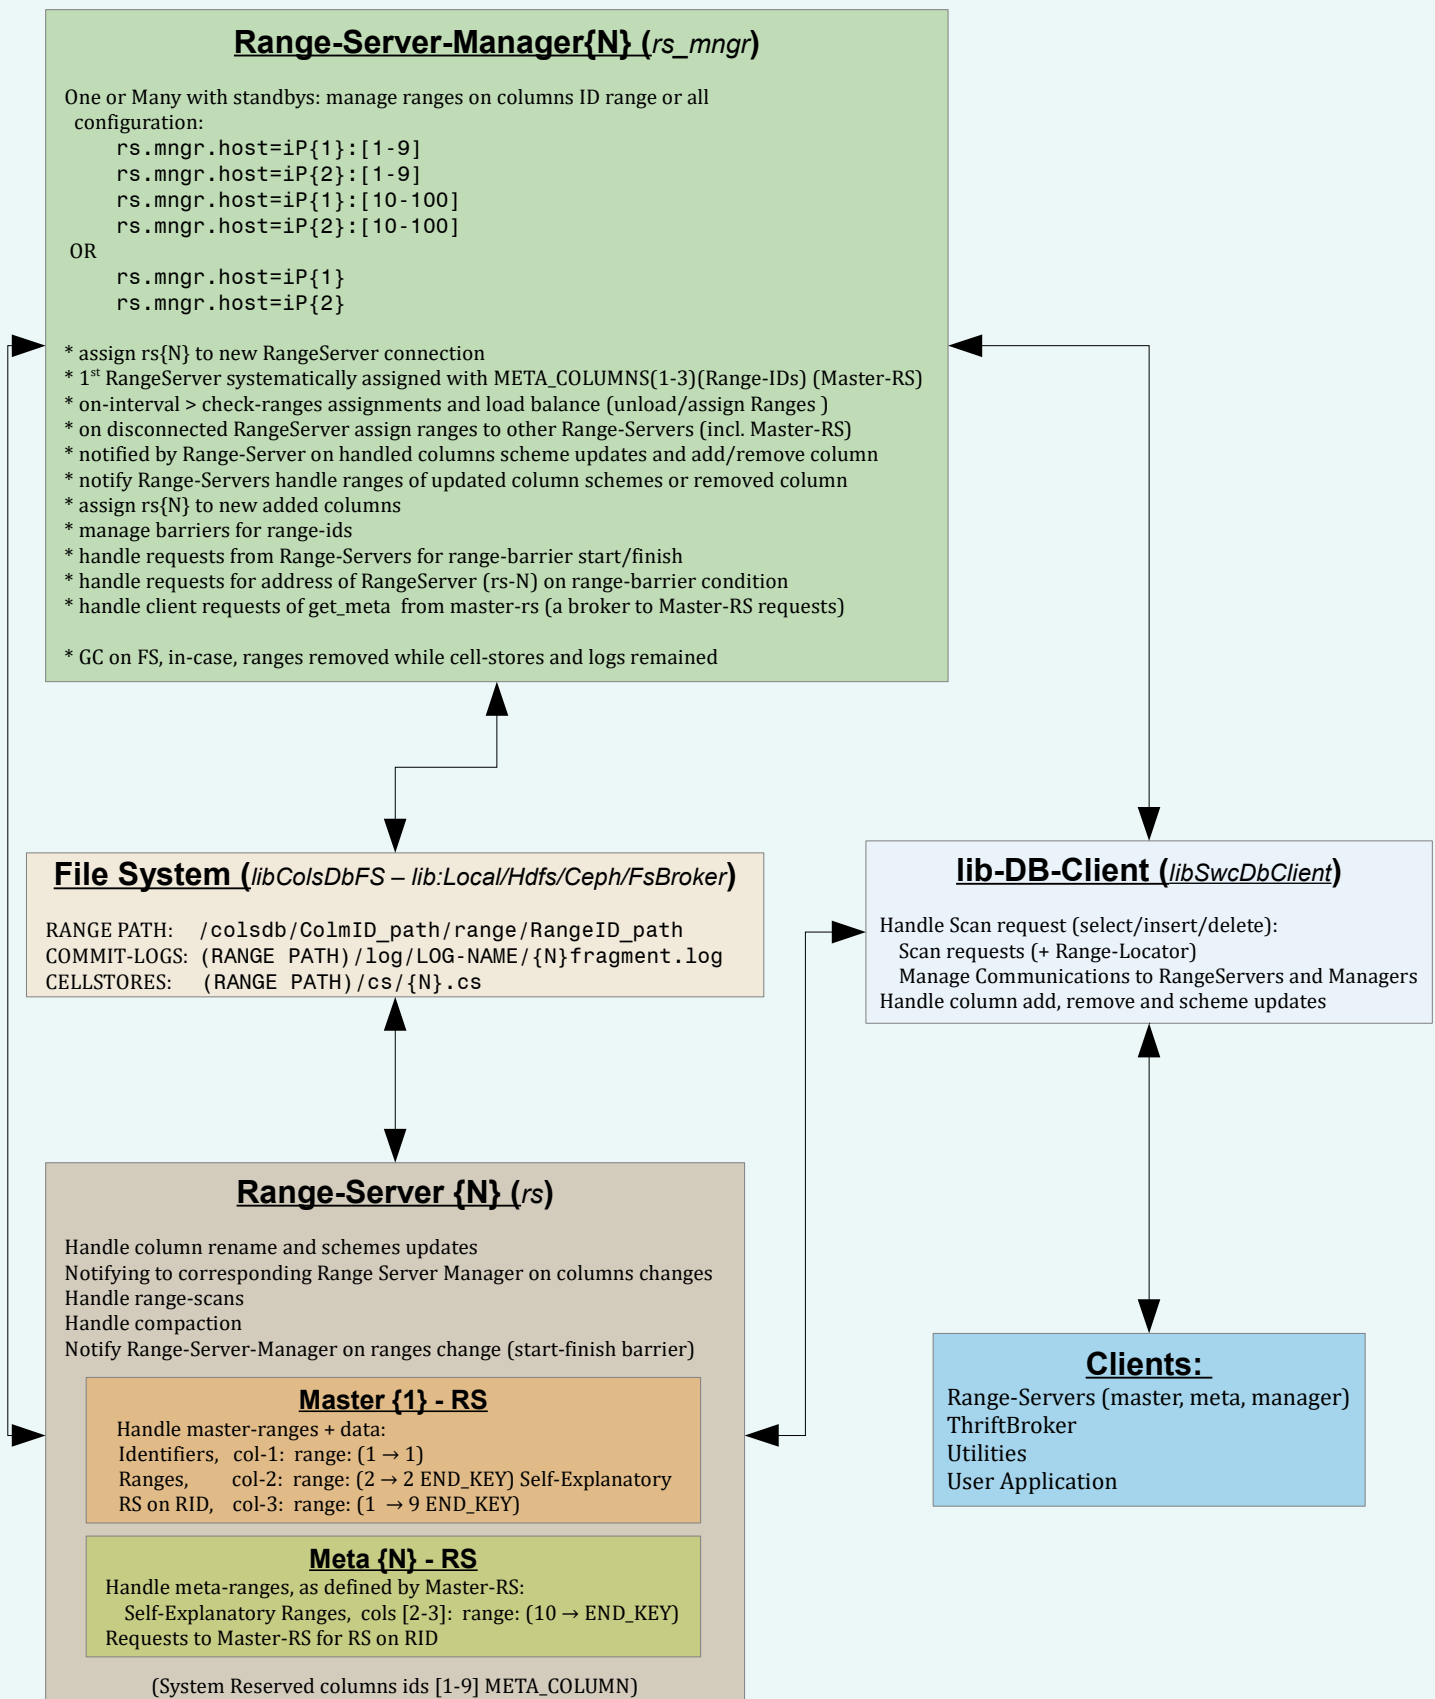 Range-Server-Manager{N} (rs_mngr)
One or Many with standbys: manage ranges on columns ID range or all
configuration:
rs.mngr.host=iP{1}:[1-9]
rs.mngr.host=iP{2}:[1-9]
rs.mngr.host=iP{1}:[10-100]
rs.mngr.host=iP{2}:[10-100]
OR
rs.mngr.host=iP{1}
rs.mngr.host=iP{2}
* assign rs{N} to new RangeServer connection
* 1st RangeServer systematically assigned with META_COLUMNS(1-3)(Range-IDs) (Master-RS)
* on-interval > check-ranges assignments and load balance (unload/assign Ranges )
* on disconnected RangeServer assign ranges to other Range-Servers (incl. Master-RS)
* notified by Range-Server on handled columns scheme updates and add/remove column
* notify Range-Servers handle ranges of updated column schemes or removed column
* assign rs{N} to new added columns
* manage barriers for range-ids
* handle requests from Range-Servers for range-barrier start/finish
* handle requests for address of RangeServer (rs-N) on range-barrier condition
* handle client requests of get_meta  from master-rs (a broker to Master-RS requests)
* GC on FS, in-case, ranges removed while cell-stores and logs remained
File System (libColsDbFS – lib:Local/Hdfs/Ceph/FsBroker)
RANGE PATH: /colsdb/ColmID_path/range/RangeID_path
COMMIT-LOGS: (RANGE PATH)/log/LOG-NAME/{N}fragment.log
CELLSTORES: (RANGE PATH)/cs/{N}.cs
lib-DB-Client (libSwcDbClient)
Handle Scan request (select/insert/delete):
Scan requests (+ Range-Locator)
Manage Communications to RangeServers and Managers
Handle column add, remove and scheme updates
Range-Server {N} (rs)
Handle column rename and schemes updates
Notifying to corresponding Range Server Manager on columns changes
Handle range-scans
Handle compaction
Notify Range-Server-Manager on ranges change (start-finish barrier)
Master {1} - RS
Handle master-ranges + data:
Identifiers, col-1: range: (1 → 1)
Ranges, col-2: range: (2 → 2 END_KEY) Self-Explanatory
RS on RID, col-3: range: (1 → 9 END_KEY)
Meta {N} - RS
Handle meta-ranges, as defined by Master-RS:
Self-Explanatory Ranges, cols [2-3]: range: (10 → END_KEY)
Requests to Master-RS for RS on RID
(System Reserved columns ids [1-9] META_COLUMN)
Clients:
Range-Servers (master, meta, manager)
ThriftBroker
Utilities
User Application